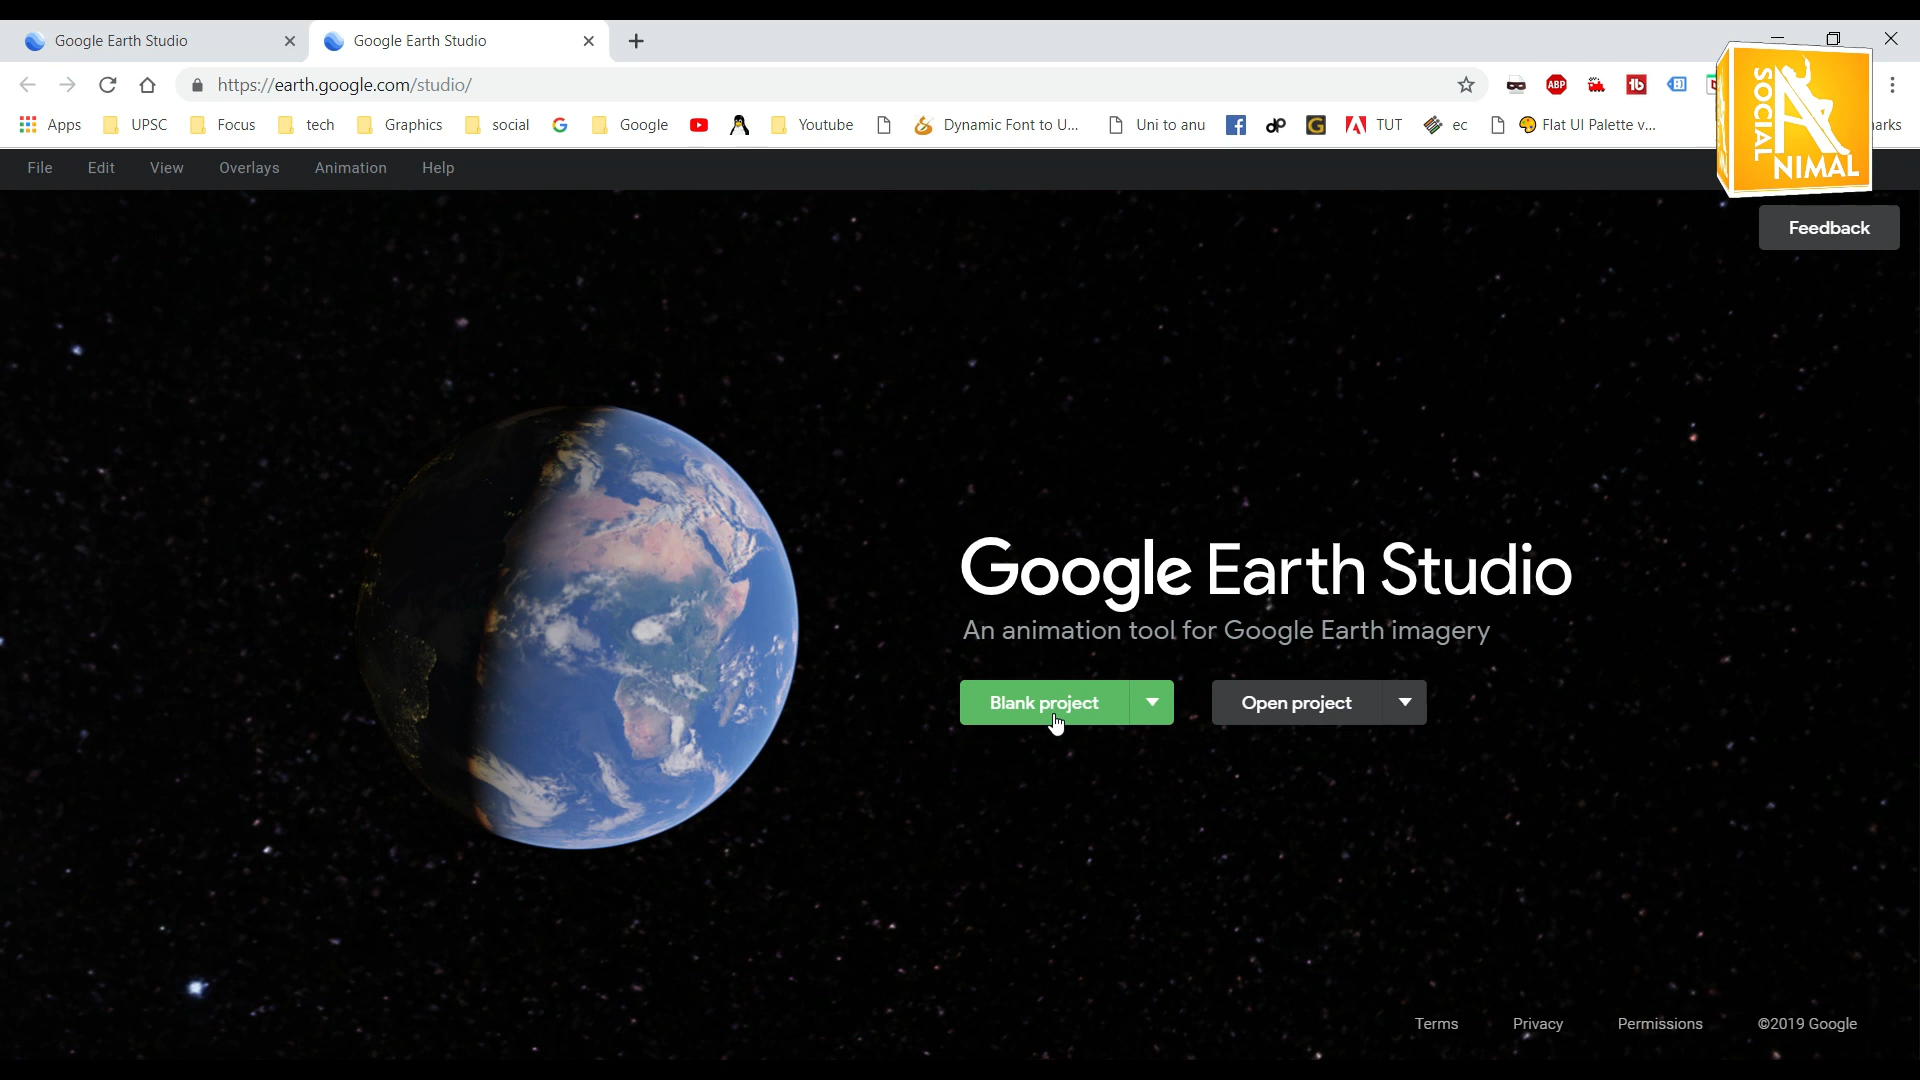 Google Earth Studio
Google Earth Studio
https://earth.google.com/studio/
ABP
Apps
UPSC
Focus
tech
Graphics
social
Google
Youtube
Dynamic Font to U...
Uni to anu
TUT
ec
Flat UI Palette v...
arks
SOCIAL
ANIMAL
File
Edit
View
Overlays
Animation
Help
Feedback
Google Earth Studio
An animation tool for Google Earth imagery
Blank project
Open project
Terms
Privacy
Permissions
©2019 Google